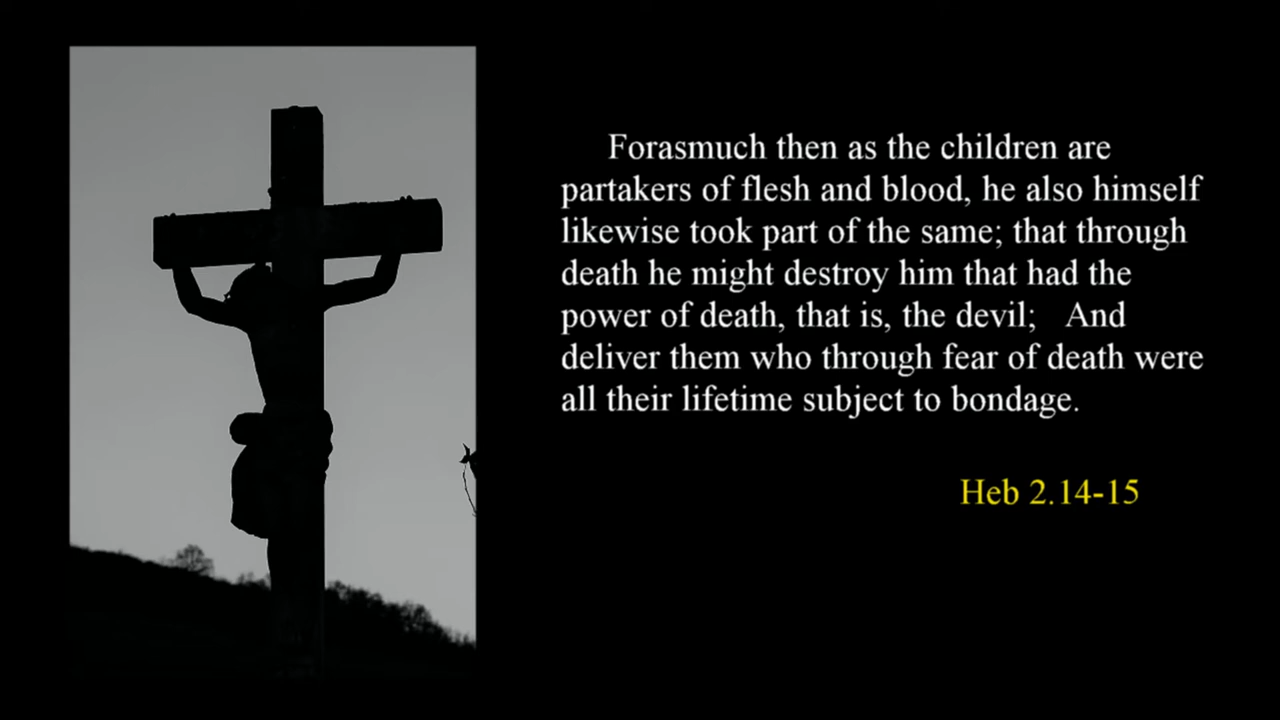 Forasmuch then as the children are
partakers of flesh and blood, he also himself
likewise took part of the same; that through
death he might destroy him that had the
power of death, that is, the devil; And
deliver them who through fear of death were
all their lifetime subject to bondage.
Heb 2.14-15